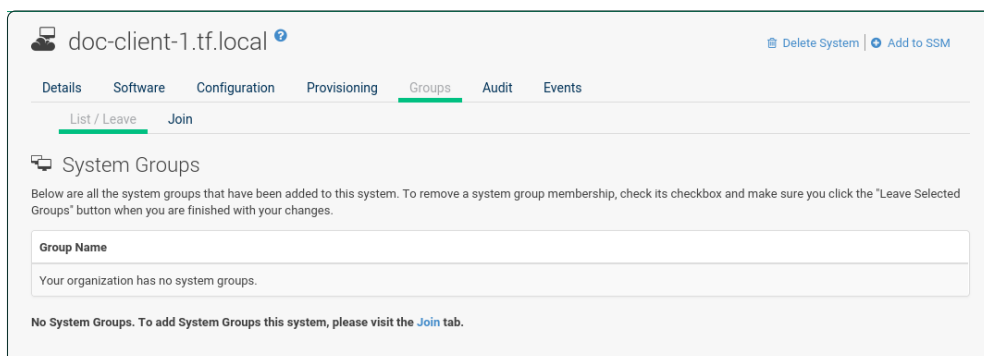 doc-client-1.tf.local ?
Delete System | Add to SSM
Details Software Configuration Provisioning Groups Audit Events
List / Leave Join
System Groups
Below are all the system groups that have been added to this system. To remove a system group membership, check its checkbox and make sure you click the "Leave Selected
Groups" button when you are finished with your changes.
Group Name
Your organization has no system groups.
No System Groups. To add System Groups this system, please visit the Join tab.